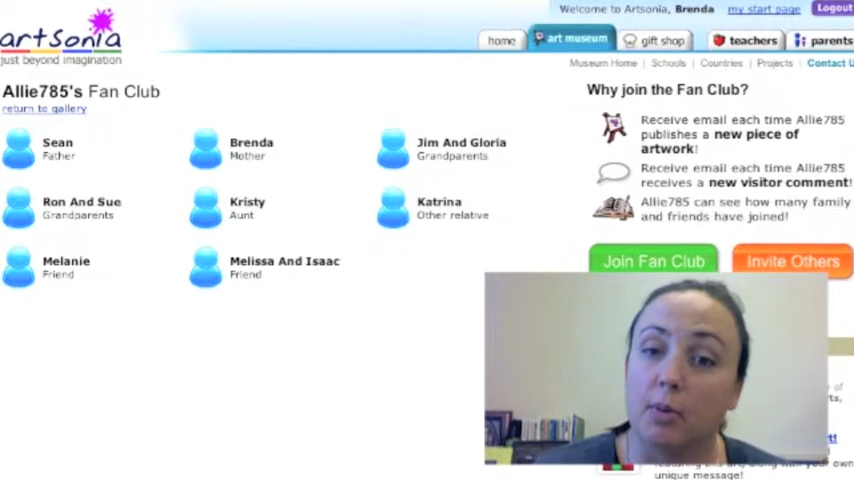 Welcome to Artsonia, Brenda my start page Logout
artsonia
just beyond imagination
home art museum gift shop teachers parents
Museum Home | Schools | Countries | Projects | Contact
Allie785's Fan Club
return to gallery
Sean
Father
Brenda
Mother
Jim And Gloria
Grandparents
Ron And Sue
Grandparents
Kristy
Aunt
Katrina
Other relative
Melanie
Friend
Melissa And Isaac
Friend
Why join the Fan Club?
Receive email each time Allie785
publishes a new piece of
artwork!
Receive email each time Allie785
receives a new visitor comment!
Allie785 can see how many family
and friends have joined!
Join Fan Club Invite Others
of
unique message!